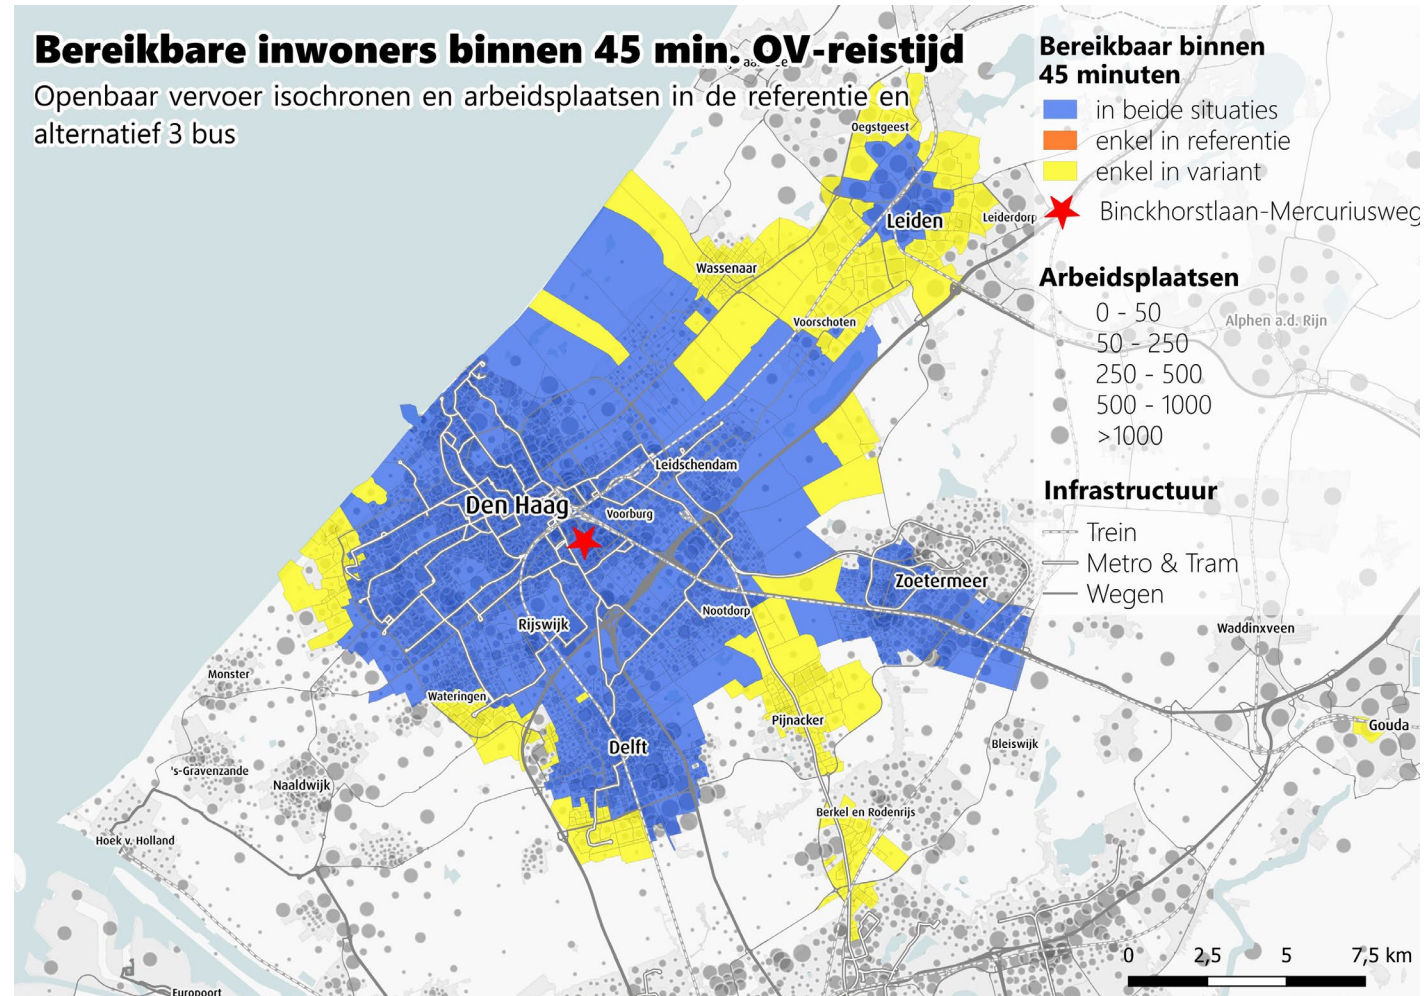 Bereikbare inwoners binnen 45 min. OV-reistijd
Openbaar vervoer isochronen en arbeidsplaatsen in de referentie en
alternatief 3 bus
Bereikbaar binnen
45 minuten
in beide situaties
enkel in referentie
enkel in variant
Binckhorstlaan-Mercuriusweg
Arbeidsplaatsen
0 - 50
50 - 250
250 - 500
500 - 1000
>1000
Infrastructuur
Trein
Metro & Tram
Wegen
Oegstgeest
Leiden
Leiderdorp
Wassenaar
Voorschoten
Alphen a.d. Rijn
Leidschendam
Den Haag
Voorburg
Zoetermeer
Nootdorp
Rijswijk
Waddinxveen
Monster
Wateringen
Pijnacker
Gouda
Delft
Bleiswijk
's-Gravenzande
Naaldwijk
Berkel en Rodenrijs
Hoek v. Holland
Europoort
0 2,5 5 7,5 km